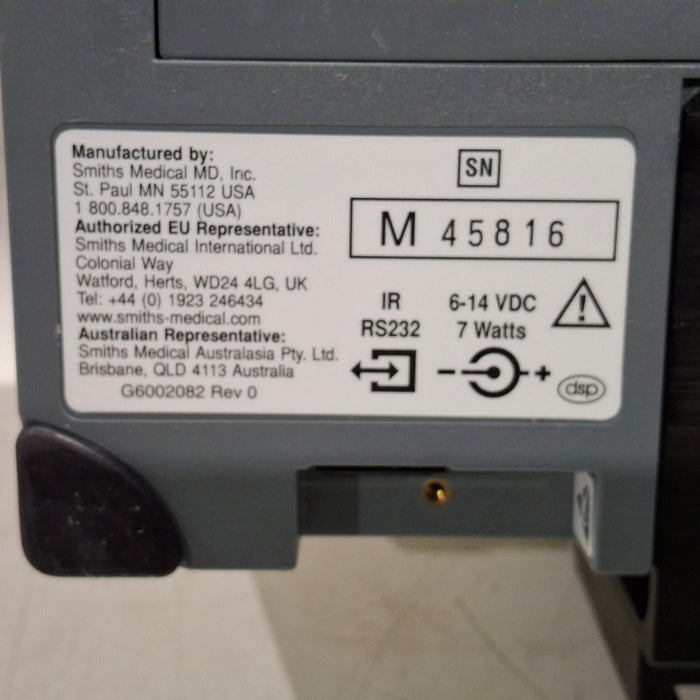 Manufactured by:
Smiths Medical MD, Inc.
St. Paul MN 55112 USA
1 800.848.1757 (USA)
Authorized EU Representative:
Smiths Medical International Ltd.
Colonial Way
Watford, Herts, WD24 4LG, UK
Tel: +44 (0) 1923 246434
www.smiths-medical.com
Australian Representative:
Smiths Medical Australasia Pty. Ltd.
Brisbane, QLD 4113 Australia
G6002082 Rev 0
SN
M 45816
IR
RS232
6-14 VDC
7 Watts
dsp